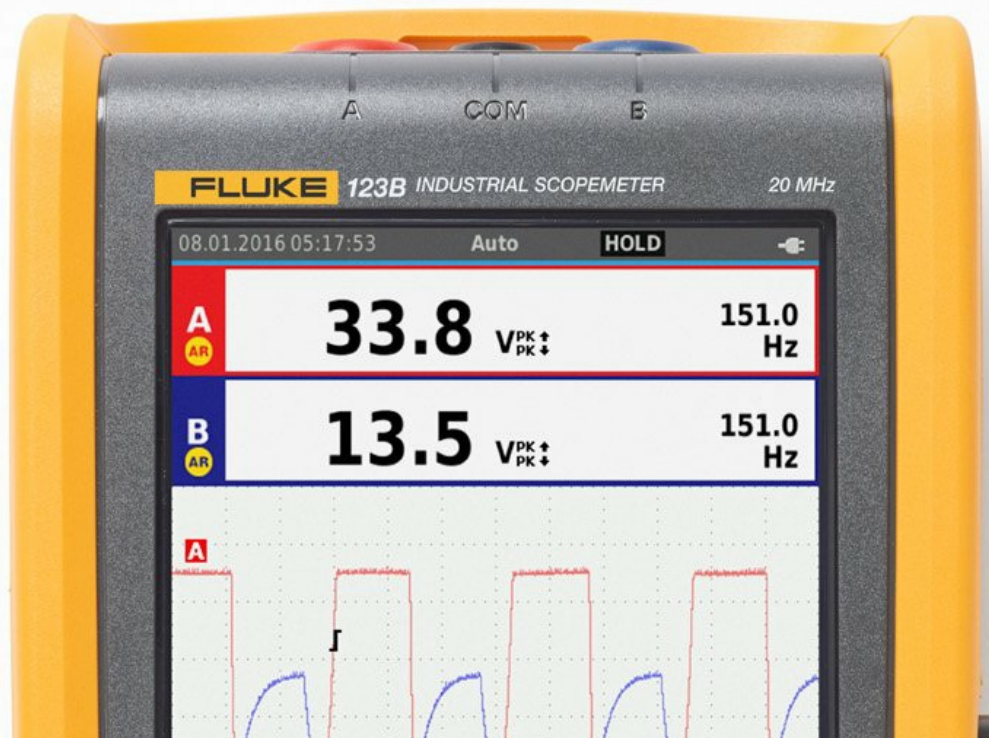 A COM B
FLUKE 123B INDUSTRIAL SCOPEMETER 20 MHz
08.01.2016 05:17:53 Auto HOLD
A AR 33.8 VPK↑ PK↓ 151.0 Hz
B AR 13.5 VPK↑ PK↓ 151.0 Hz
A